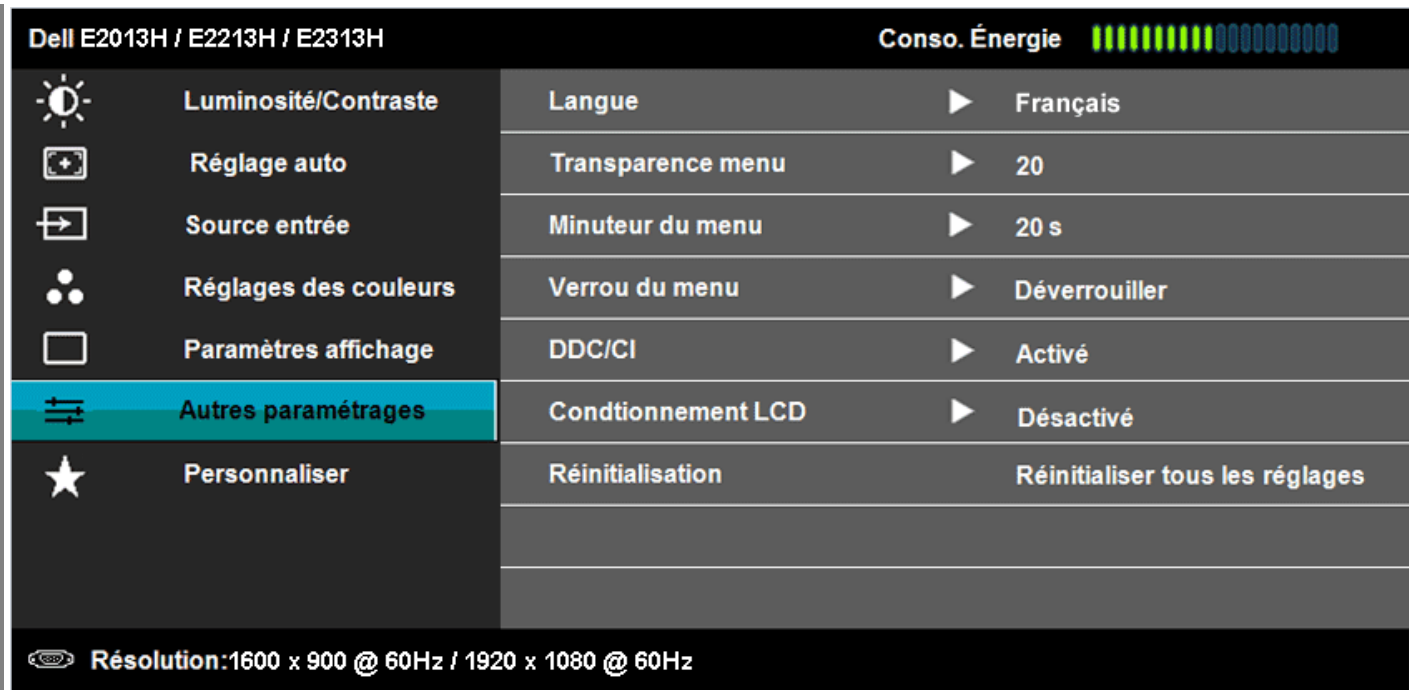 Dell E2013H / E2213H / E2313H Conso. Énergie
Luminosité/Contraste Langue Français
Réglage auto Transparence menu 20
Source entrée Minuteur du menu 20 s
Réglages des couleurs Verrou du menu Déverrouiller
Paramètres affichage DDC/CI Activé
Autres paramétrages Condtionnement LCD Désactivé
Personnaliser Réinitialisation Réinitialiser tous les réglages
Résolution:1600 x 900 @ 60Hz / 1920 x 1080 @ 60Hz